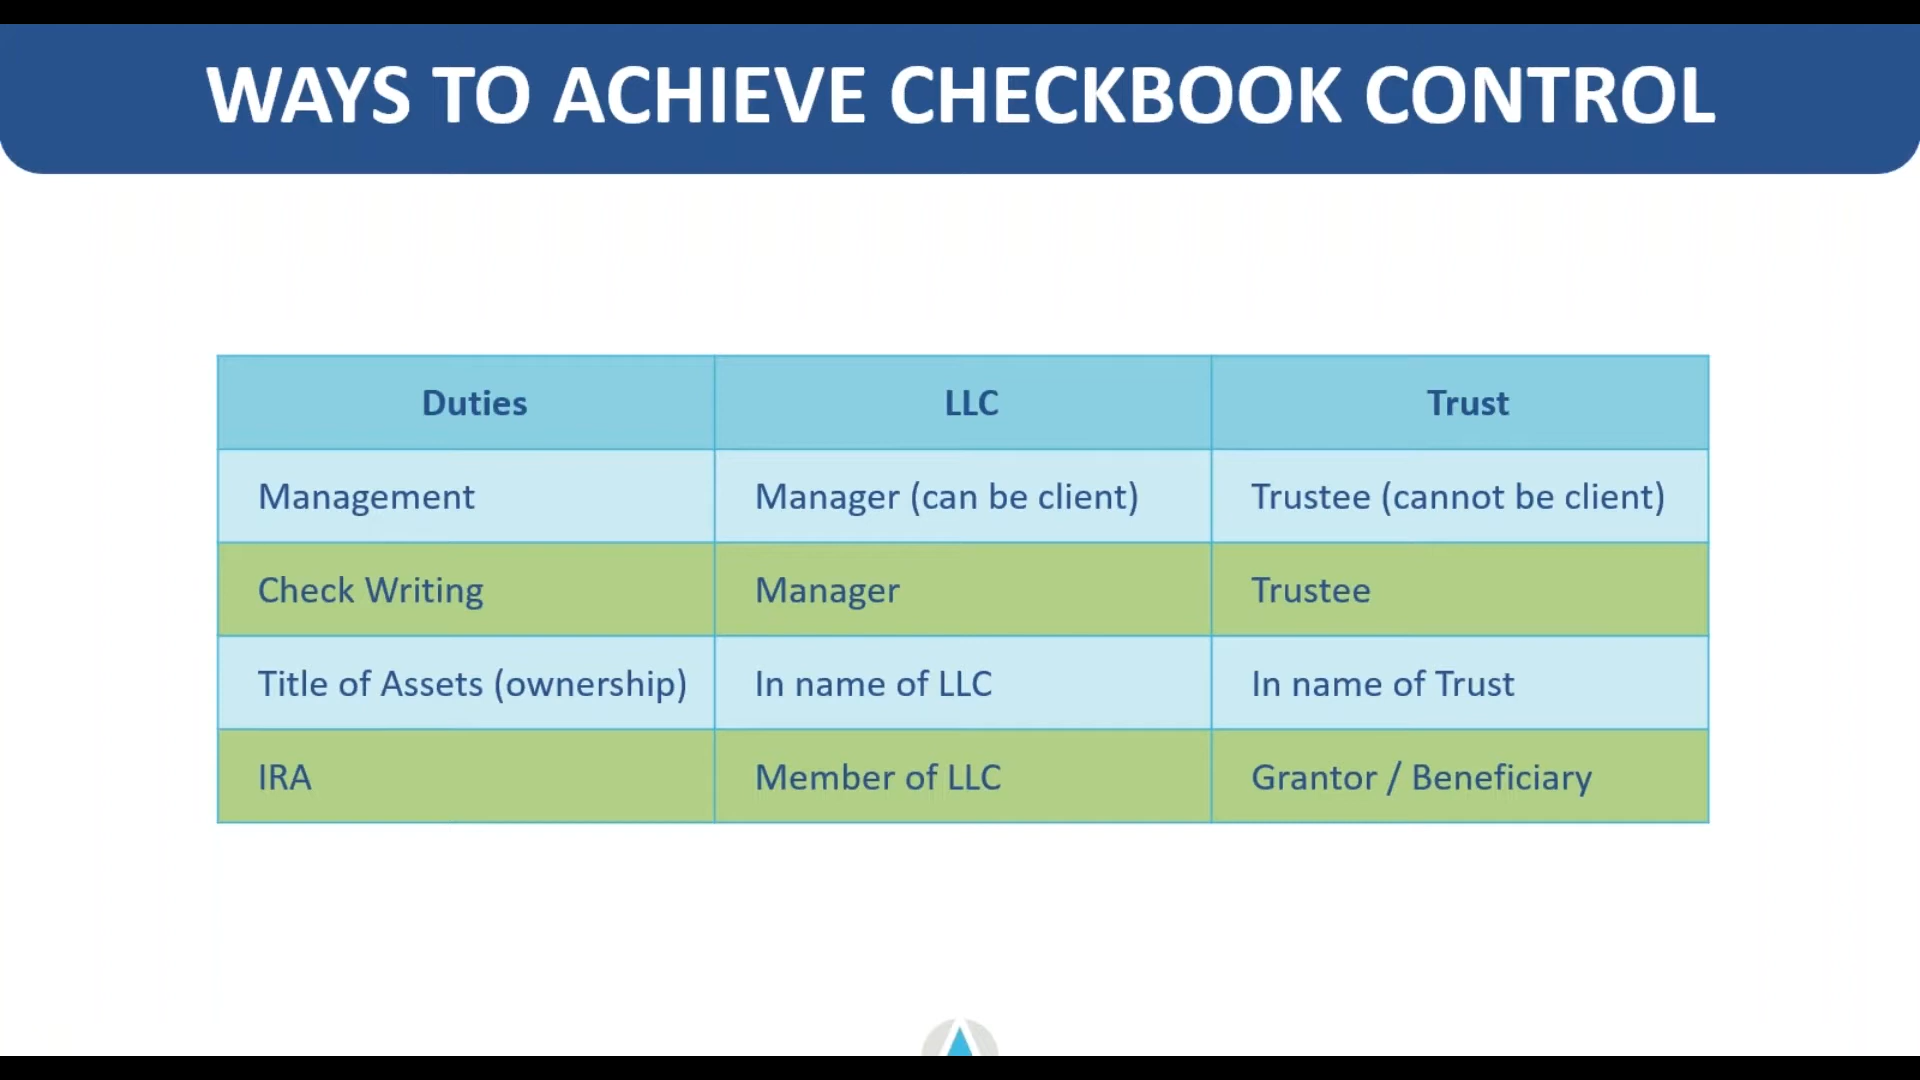 WAYS TO ACHIEVE CHECKBOOK CONTROL
Duties LLC Trust
Management Manager (can be client) Trustee (cannot be client)
Check Writing Manager Trustee
Title of Assets (ownership) In name of LLC In name of Trust
IRA Member of LLC Grantor / Beneficiary